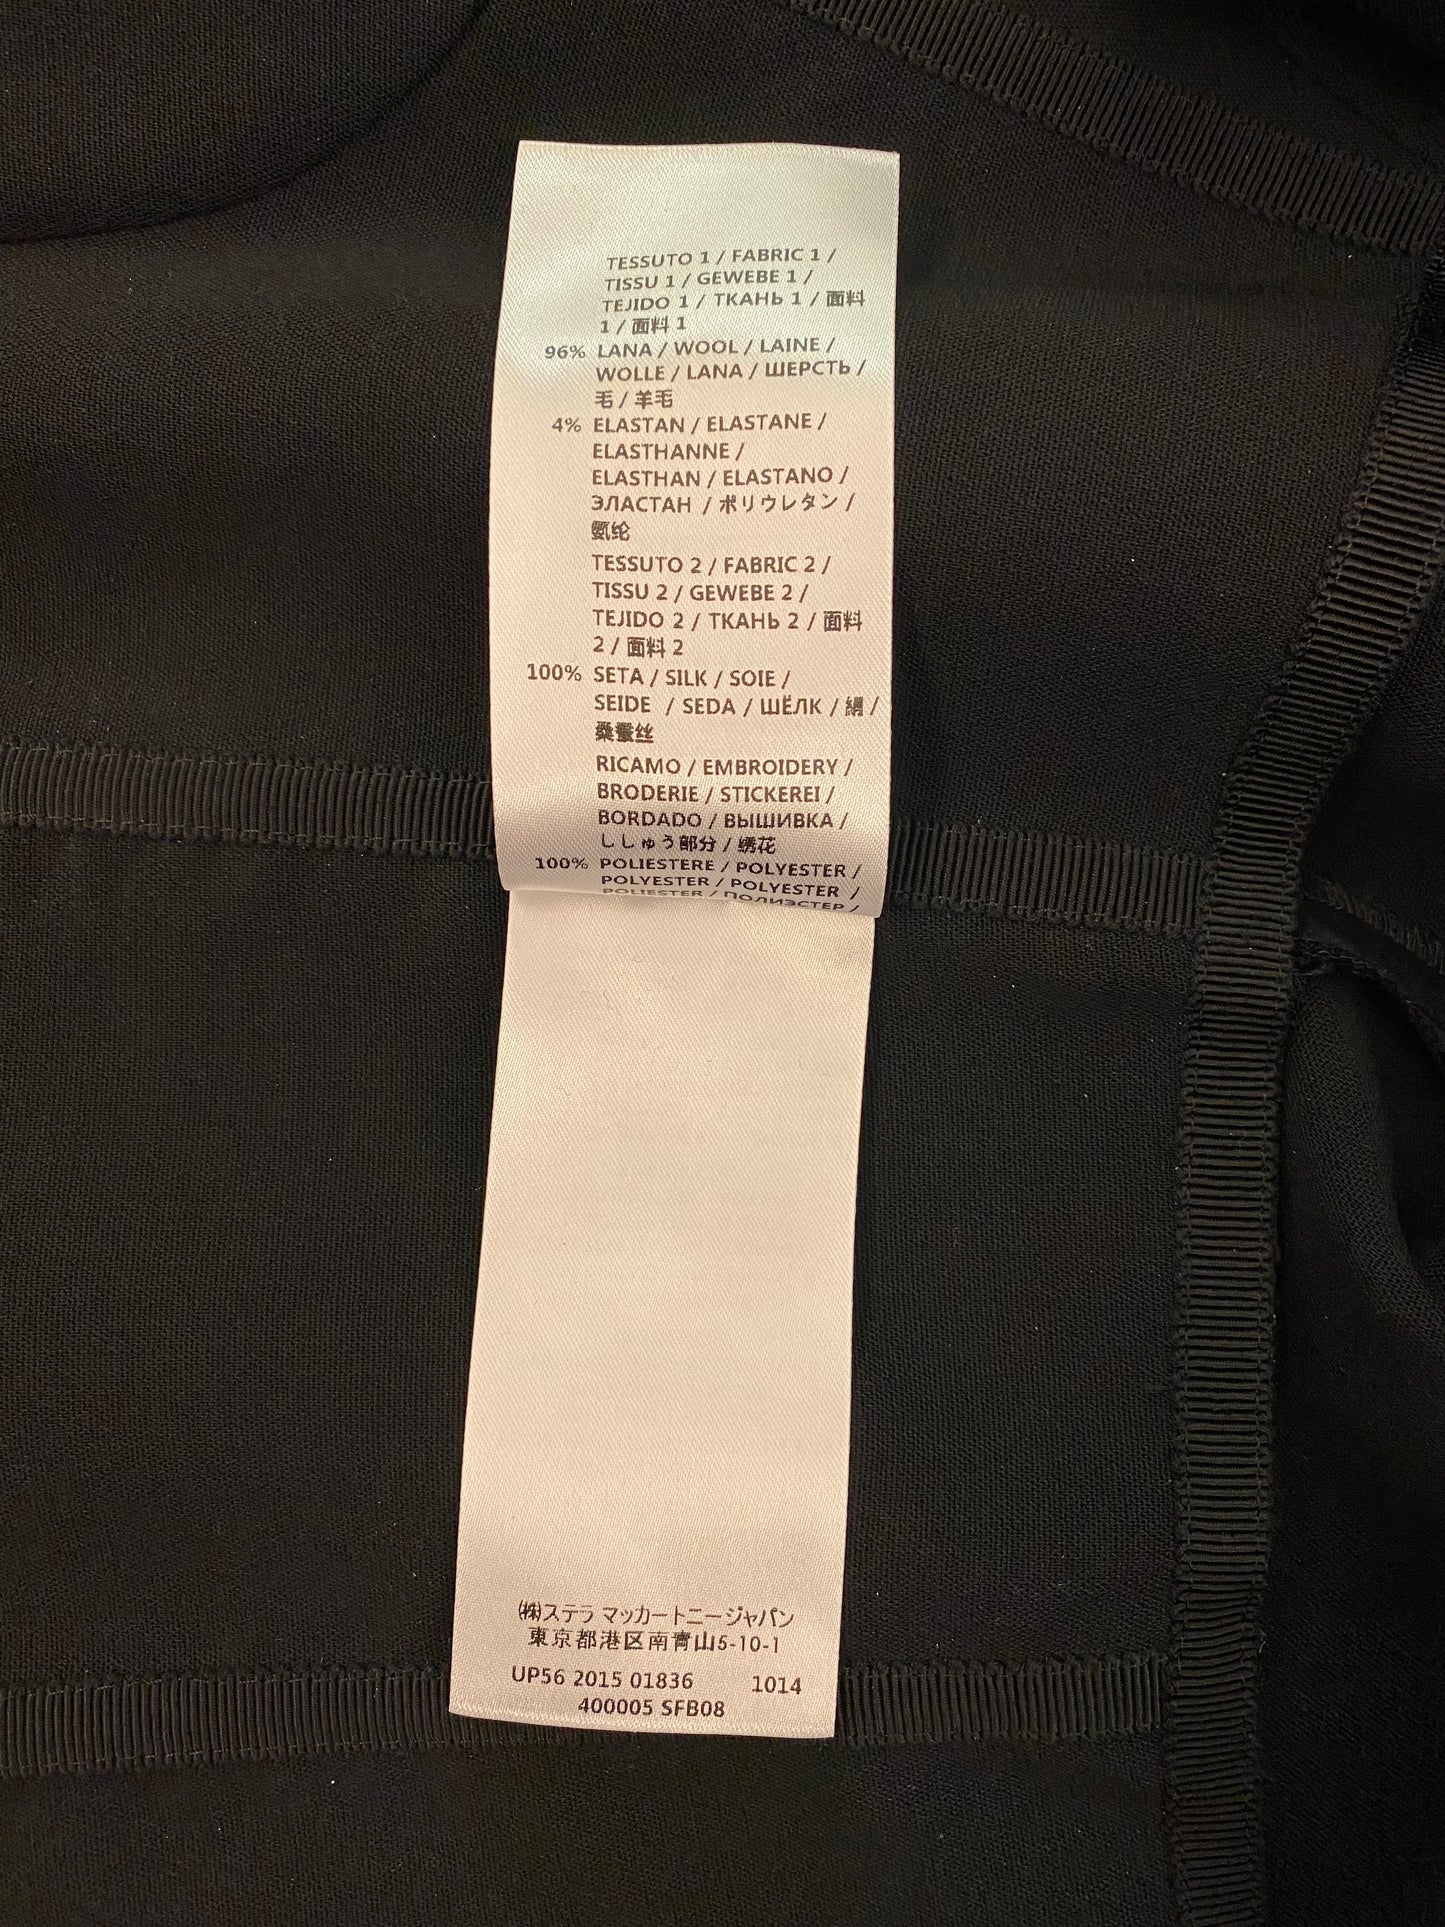 TESSUTO 1 / FABRIC 1 /
TISSU 1 / GEWEBE 1 /
TEJIDO 1 / ТКАНЬ 1 / 面料
1 / 面料 1
96% LANA / WOOL / LAINE /
WOLLE / LANA / ШЕРСТЬ /
毛 / 羊毛
4% ELASTAN / ELASTANE /
ELASTHANNE /
ELASTHAN / ELASTANO /
ЭЛАСТАН / ポリウレタン /
氨纶
TESSUTO 2 / FABRIC 2 /
TISSU 2 / GEWEBE 2 /
TEJIDO 2 / ТКАНЬ 2 / 面料
2 / 面料 2
100% SETA / SILK / SOIE /
SEIDE / SEDA / ШЁЛК / 絹 /
桑蚕丝
RICAMO / EMBROIDERY /
BRODERIE / STICKEREI /
BORDADO / ВЫШИВКА /
ししゅう部分 / 绣花
100% POLIESTERE / POLYESTER /
POLYESTER / POLYESTER /
POLIESTER / ПОЛИЭСТЕР /
(株)ステラ マッカートニージャパン
東京都港区南青山5-10-1
UP56 2015 01836 1014
400005 SFB08